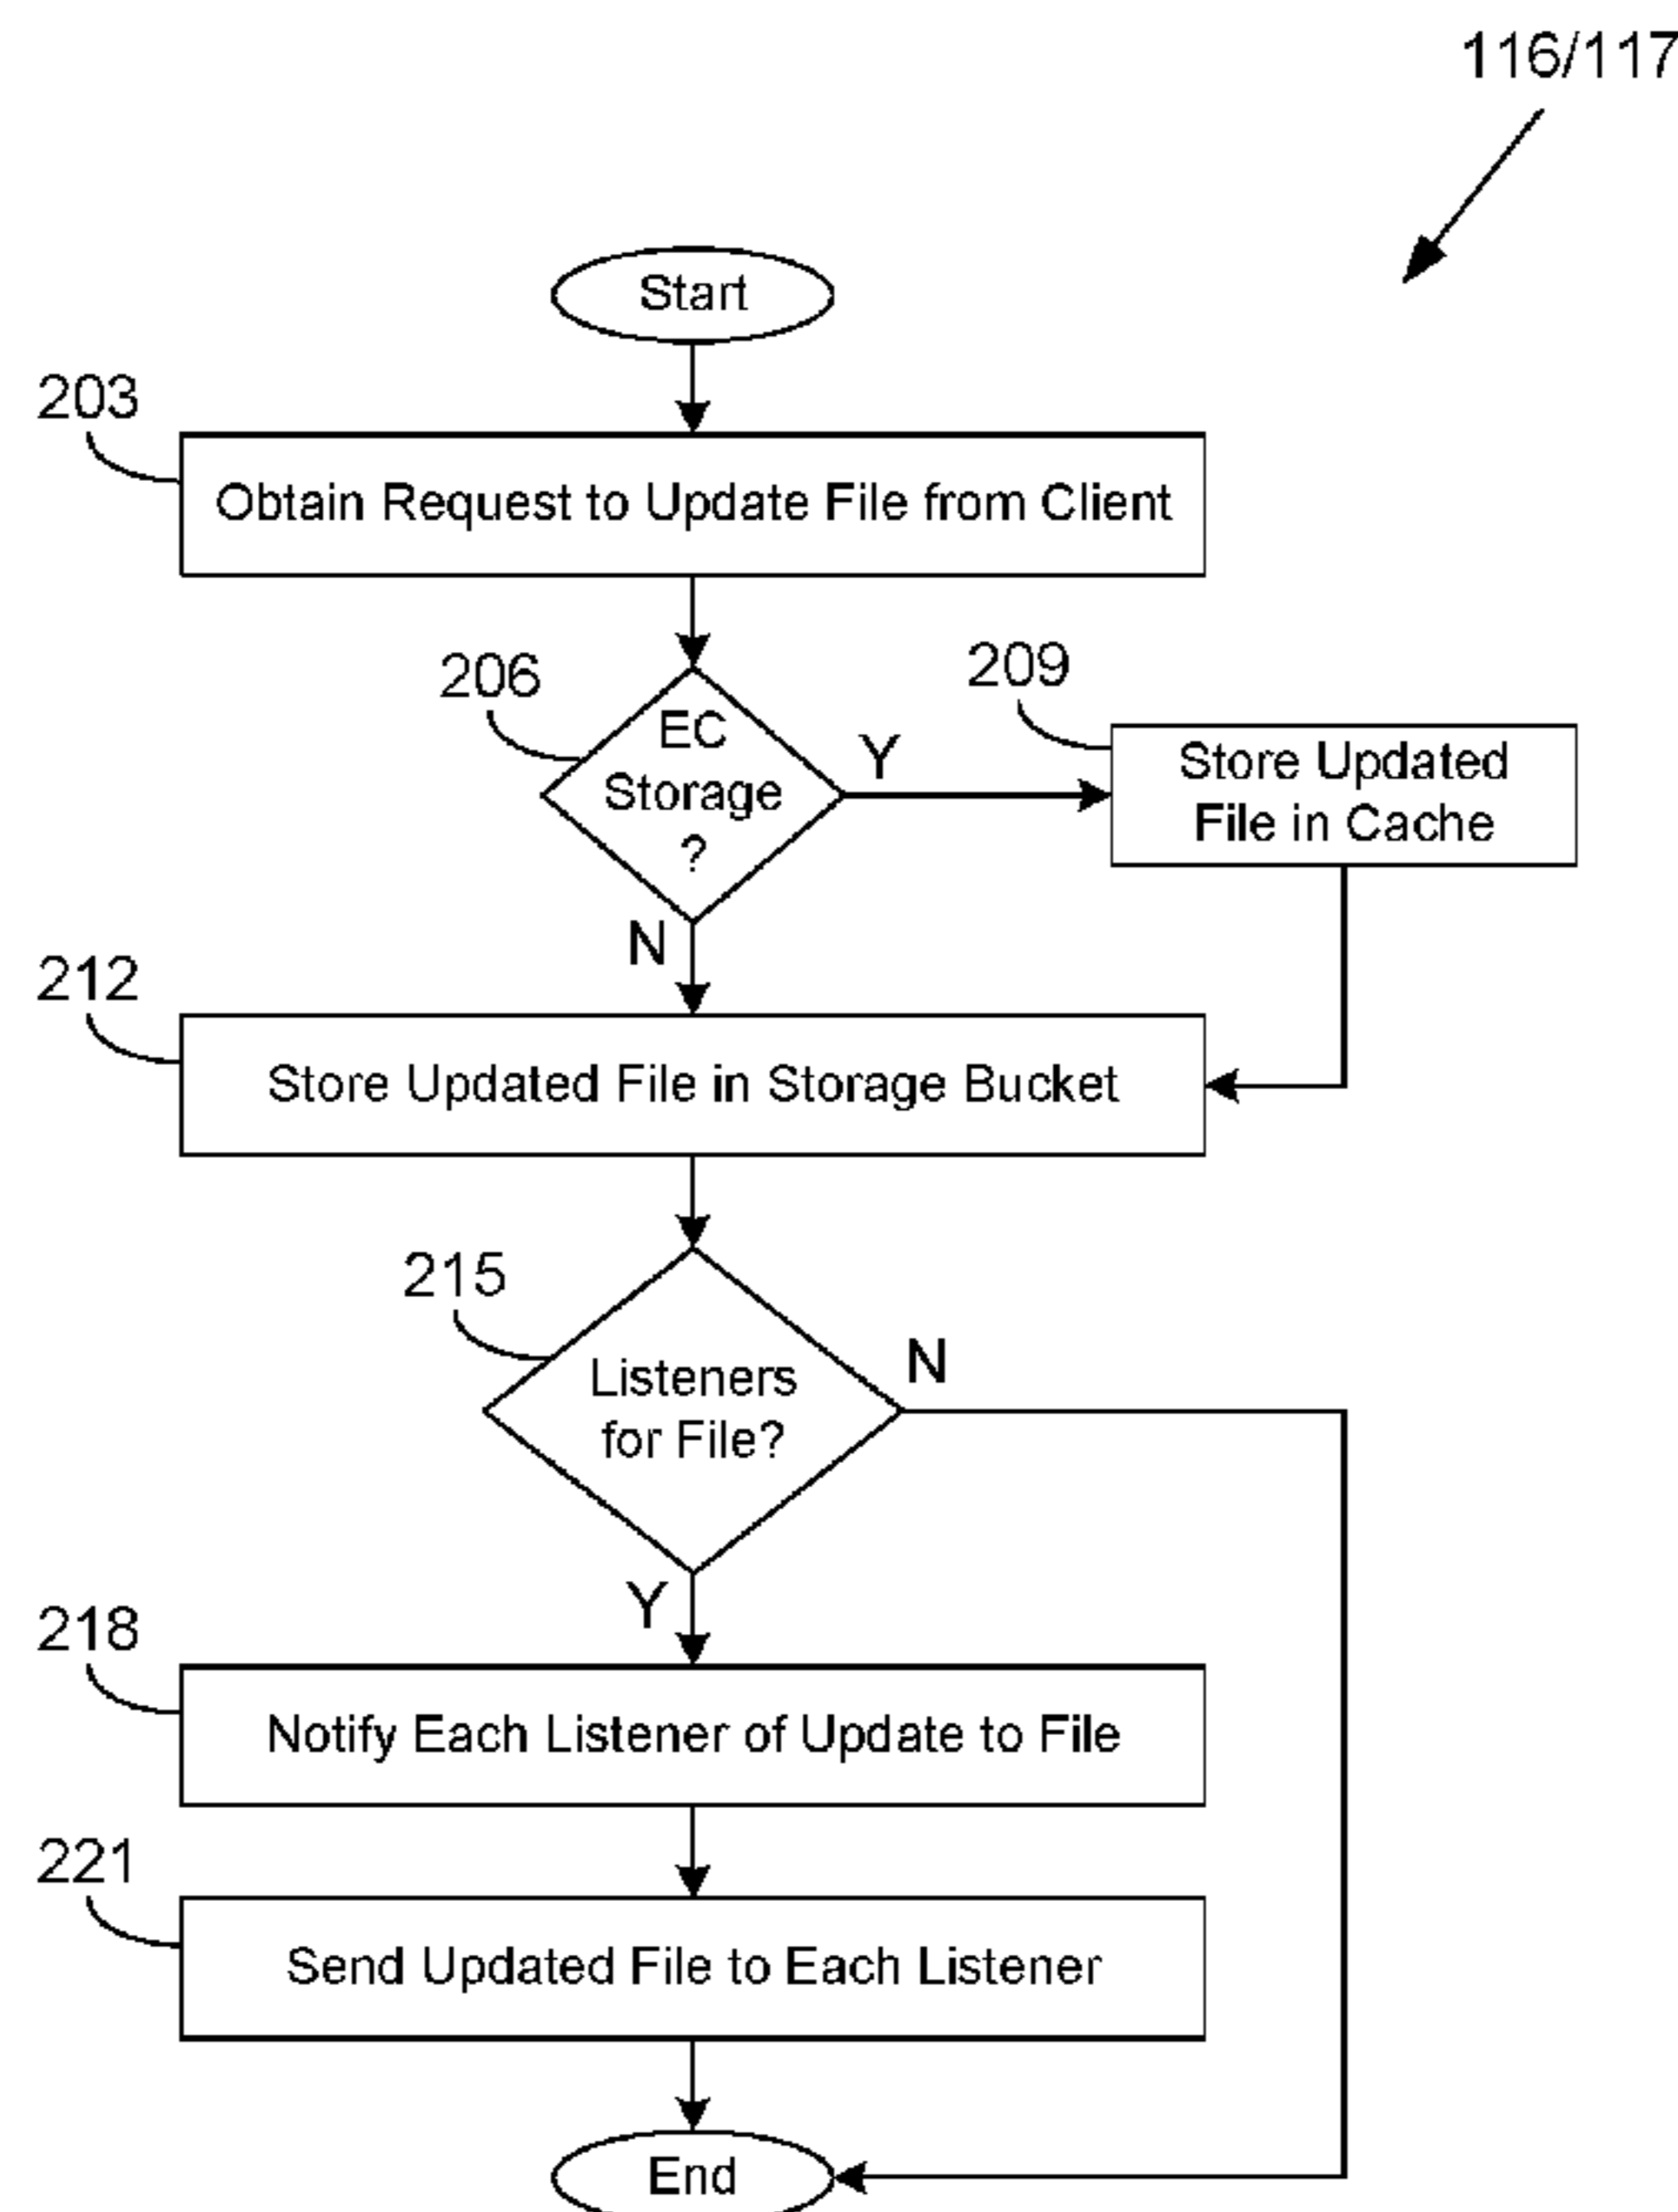 116/117
Start
203
Obtain Request to Update File from Client
206
EC
Storage
?
Y
209
Store Updated
File in Cache
N
212
Store Updated File in Storage Bucket
215
Listeners
for File?
N
Y
218
Notify Each Listener of Update to File
221
Send Updated File to Each Listener
End